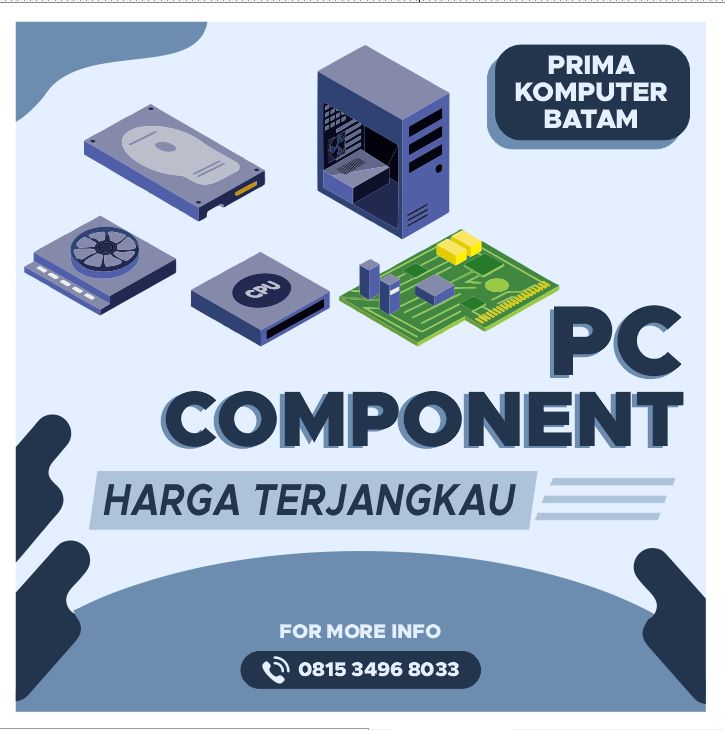 PRIMA
KOMPUTER
BATAM
CPU
PC
COMPONENT
HARGA TERJANGKAU
FOR MORE INFO
0815 3496 8033